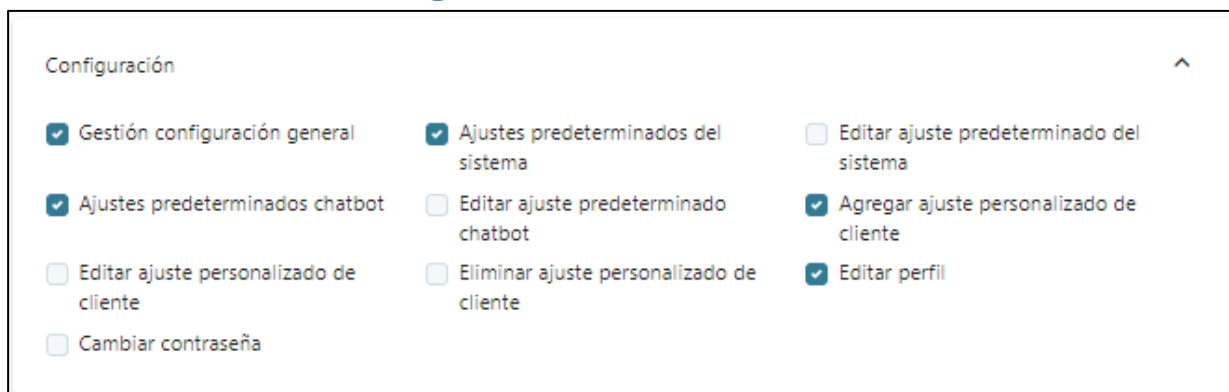 Configuración
Gestión configuración general
Ajustes predeterminados del
sistema
Editar ajuste predeterminado del
sistema
Ajustes predeterminados chatbot
Editar ajuste predeterminado
chatbot
Agregar ajuste personalizado de
cliente
Editar ajuste personalizado de
cliente
Eliminar ajuste personalizado de
cliente
Editar perfil
Cambiar contraseña